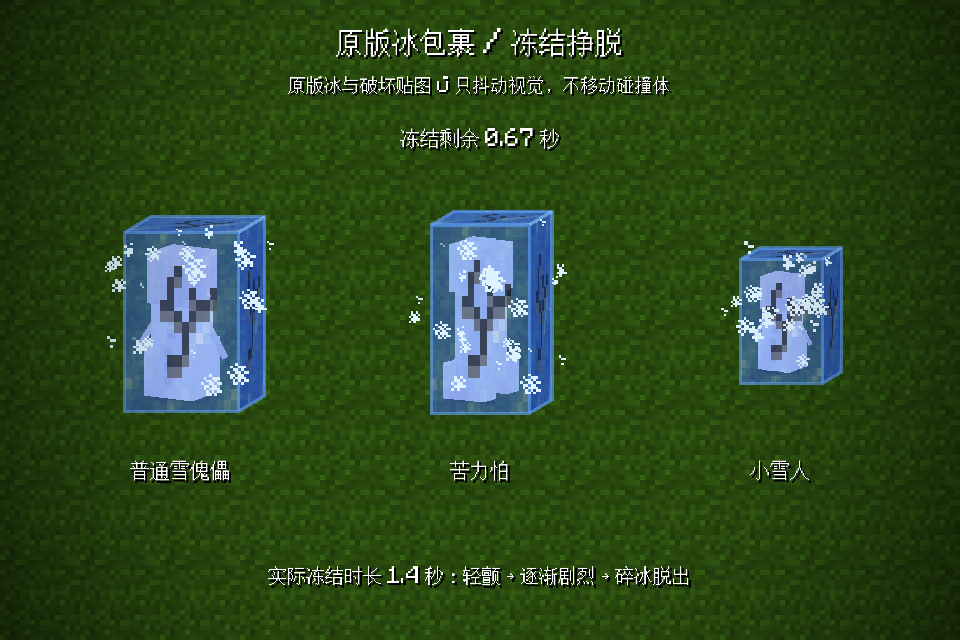 原版冰包裹 / 冻结挣脱
原版冰与破坏贴图 Ú 只抖动视觉，不移动碰撞体
冻结剩余 0.67 秒
普通雪傀儡
苦力怕
小雪人
实际冻结时长 1.4 秒：轻颤 → 逐渐剧烈 → 碎冰脱出